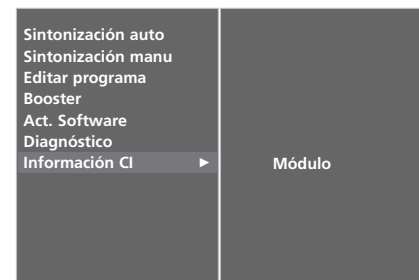 Sintonización auto
Sintonización manu
Editar programa
Booster
Act. Software
Diagnóstico
Información CI ►
Módulo